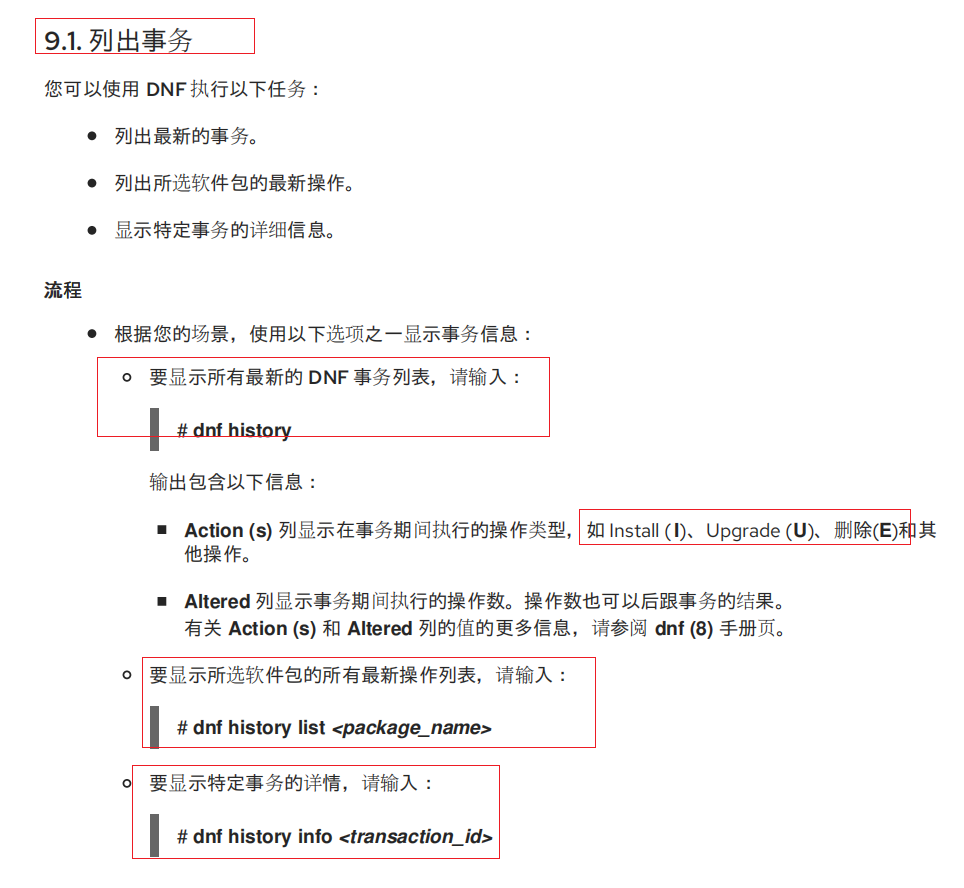 9.1. 列出事务
您可以使用 DNF 执行以下任务：
列出最新的事务。
列出所选软件包的最新操作。
显示特定事务的详细信息。
流程
根据您的场景，使用以下选项之一显示事务信息：
要显示所有最新的 DNF 事务列表，请输入：
# dnf history
输出包含以下信息：
Action (s) 列显示在事务期间执行的操作类型，如 Install (I)、Upgrade (U)、删除(E)和其
他操作。
Altered 列显示事务期间执行的操作数。操作数也可以后跟事务的结果。
有关 Action (s) 和 Altered 列的值的更多信息，请参阅 dnf (8) 手册页。
要显示所选软件包的所有最新操作列表，请输入：
# dnf history list <package_name>
要显示特定事务的详情，请输入：
# dnf history info <transaction_id>